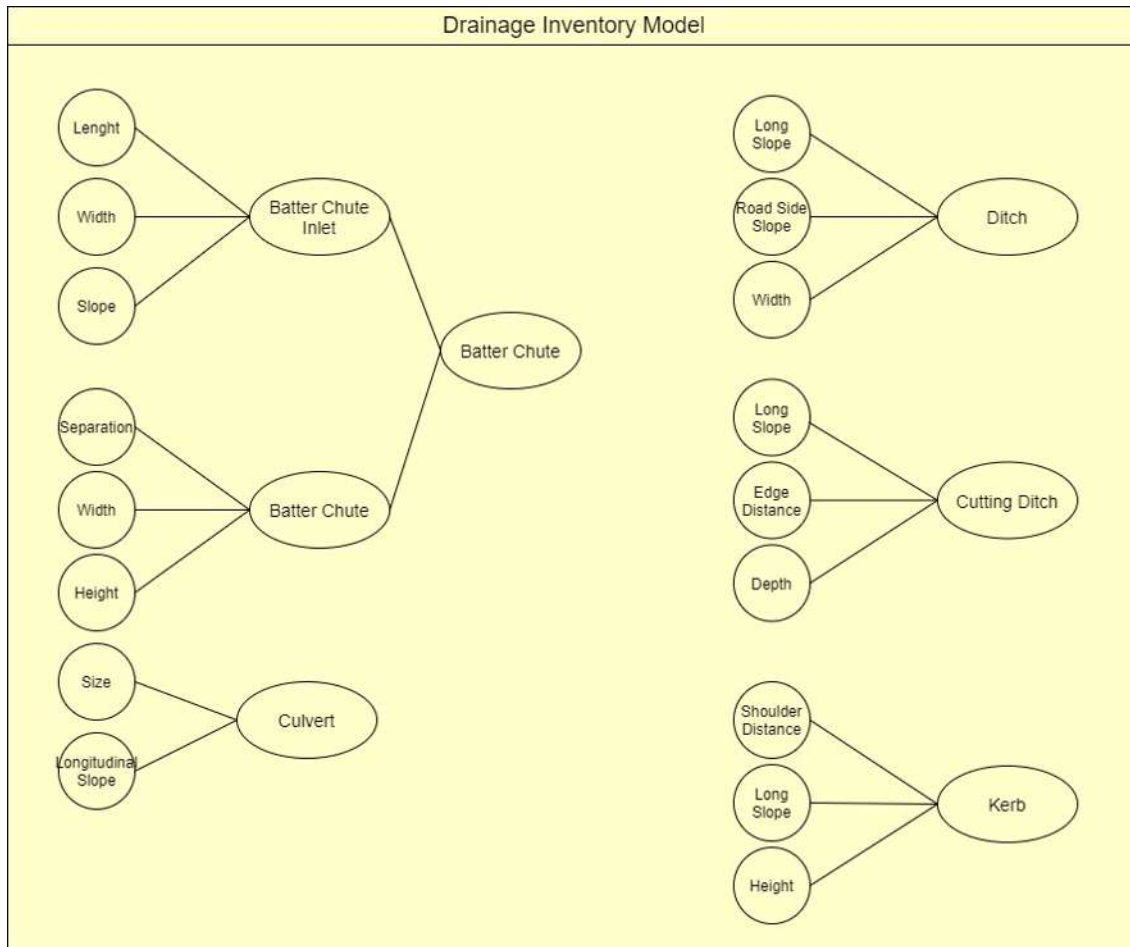 Drainage Inventory Model
Lenght
Width
Slope
Batter Chute
Inlet
Batter Chute
Separation
Width
Height
Batter Chute
Size
Longitudinal
Slope
Culvert
Long
Slope
Road Side
Slope
Width
Ditch
Long
Slope
Edge
Distance
Depth
Cutting Ditch
Shoulder
Distance
Long
Slope
Height
Kerb